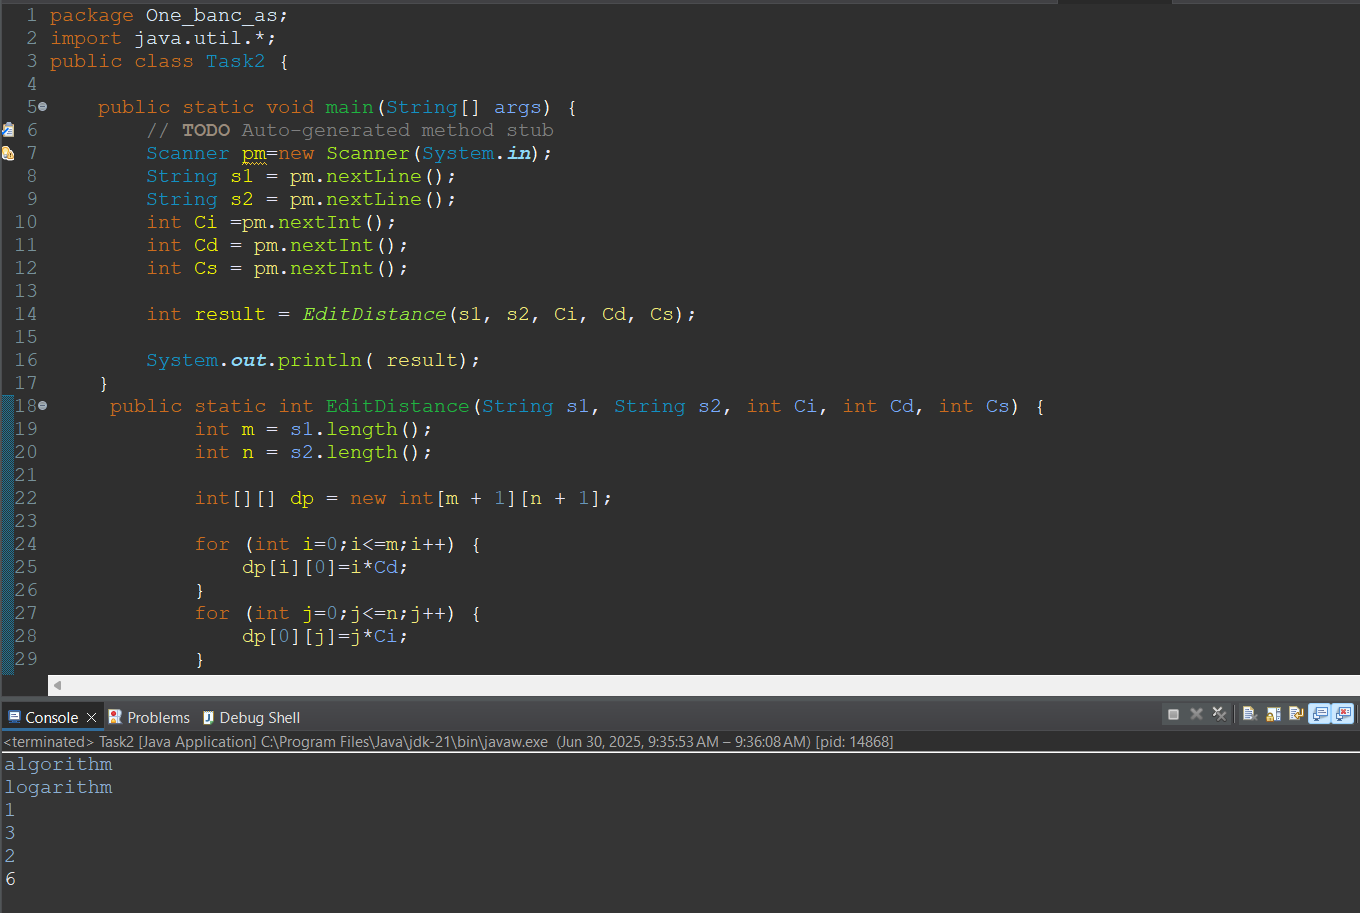 1 package One_banc_as;
2 import java.util.*;
3 public class Task2 {
4
5 public static void main(String[] args) {
6 // TODO Auto-generated method stub
7 Scanner pm=new Scanner(System.in);
8 String s1 = pm.nextLine();
9 String s2 = pm.nextLine();
10 int Ci =pm.nextInt();
11 int Cd = pm.nextInt();
12 int Cs = pm.nextInt();
13
14 int result = EditDistance(s1, s2, Ci, Cd, Cs);
15
16 System.out.println( result);
17 }
18 public static int EditDistance(String s1, String s2, int Ci, int Cd, int Cs) {
19 int m = s1.length();
20 int n = s2.length();
21
22 int[][] dp = new int[m + 1][n + 1];
23
24 for (int i=0;i<=m;i++) {
25 dp[i][0]=i*Cd;
26 }
27 for (int j=0;j<=n;j++) {
28 dp[0][j]=j*Ci;
29 }
Console Problems Debug Shell
<terminated> Task2 [Java Application] C:\Program Files\Java\jdk-21\bin\javaw.exe (Jun 30, 2025, 9:35:53 AM – 9:36:08 AM) [pid: 14868]
algorithm
logarithm
1
3
2
6